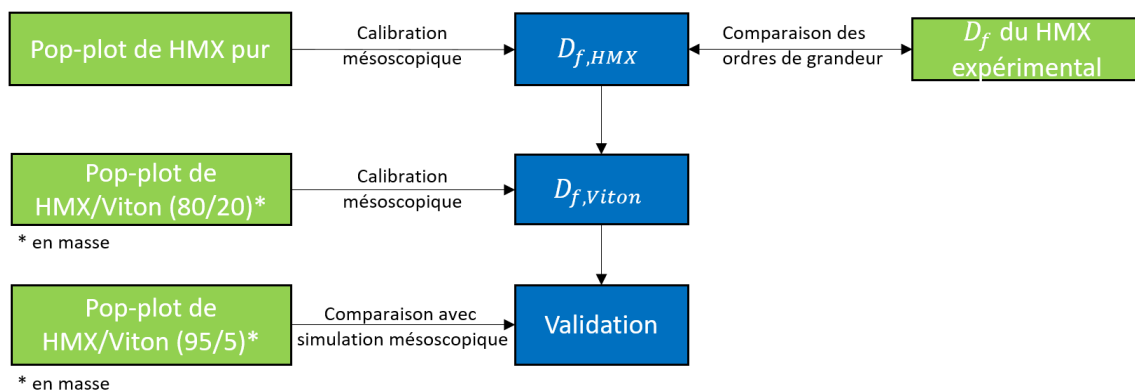 Pop-plot de HMX pur
Calibration
mésoscopique
D_{f,HMX}
Comparaison des
ordres de grandeur
D_f du HMX
expérimental
Pop-plot de
HMX/Viton (80/20)*
* en masse
Calibration
mésoscopique
D_{f,Viton}
Pop-plot de
HMX/Viton (95/5)*
* en masse
Comparaison avec
simulation mésoscopique
Validation